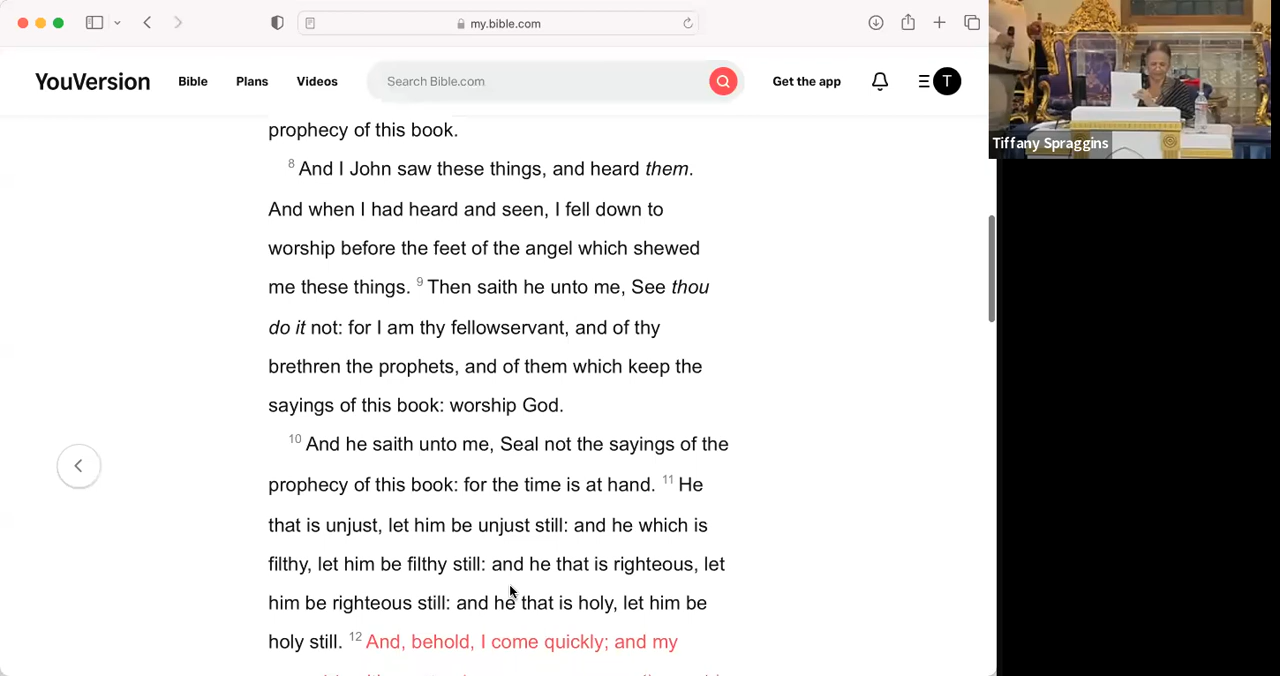 my.bible.com
YouVersion Bible Plans Videos Search Bible.com Get the app T
Tiffany Spraggins
prophecy of this book.
8 And I John saw these things, and heard them.
And when I had heard and seen, I fell down to
worship before the feet of the angel which shewed
me these things. 9 Then saith he unto me, See thou
do it not: for I am thy fellowservant, and of thy
brethren the prophets, and of them which keep the
sayings of this book: worship God.
10 And he saith unto me, Seal not the sayings of the
prophecy of this book: for the time is at hand. 11 He
that is unjust, let him be unjust still: and he which is
filthy, let him be filthy still: and he that is righteous, let
him be righteous still: and he that is holy, let him be
holy still. 12 And, behold, I come quickly; and my